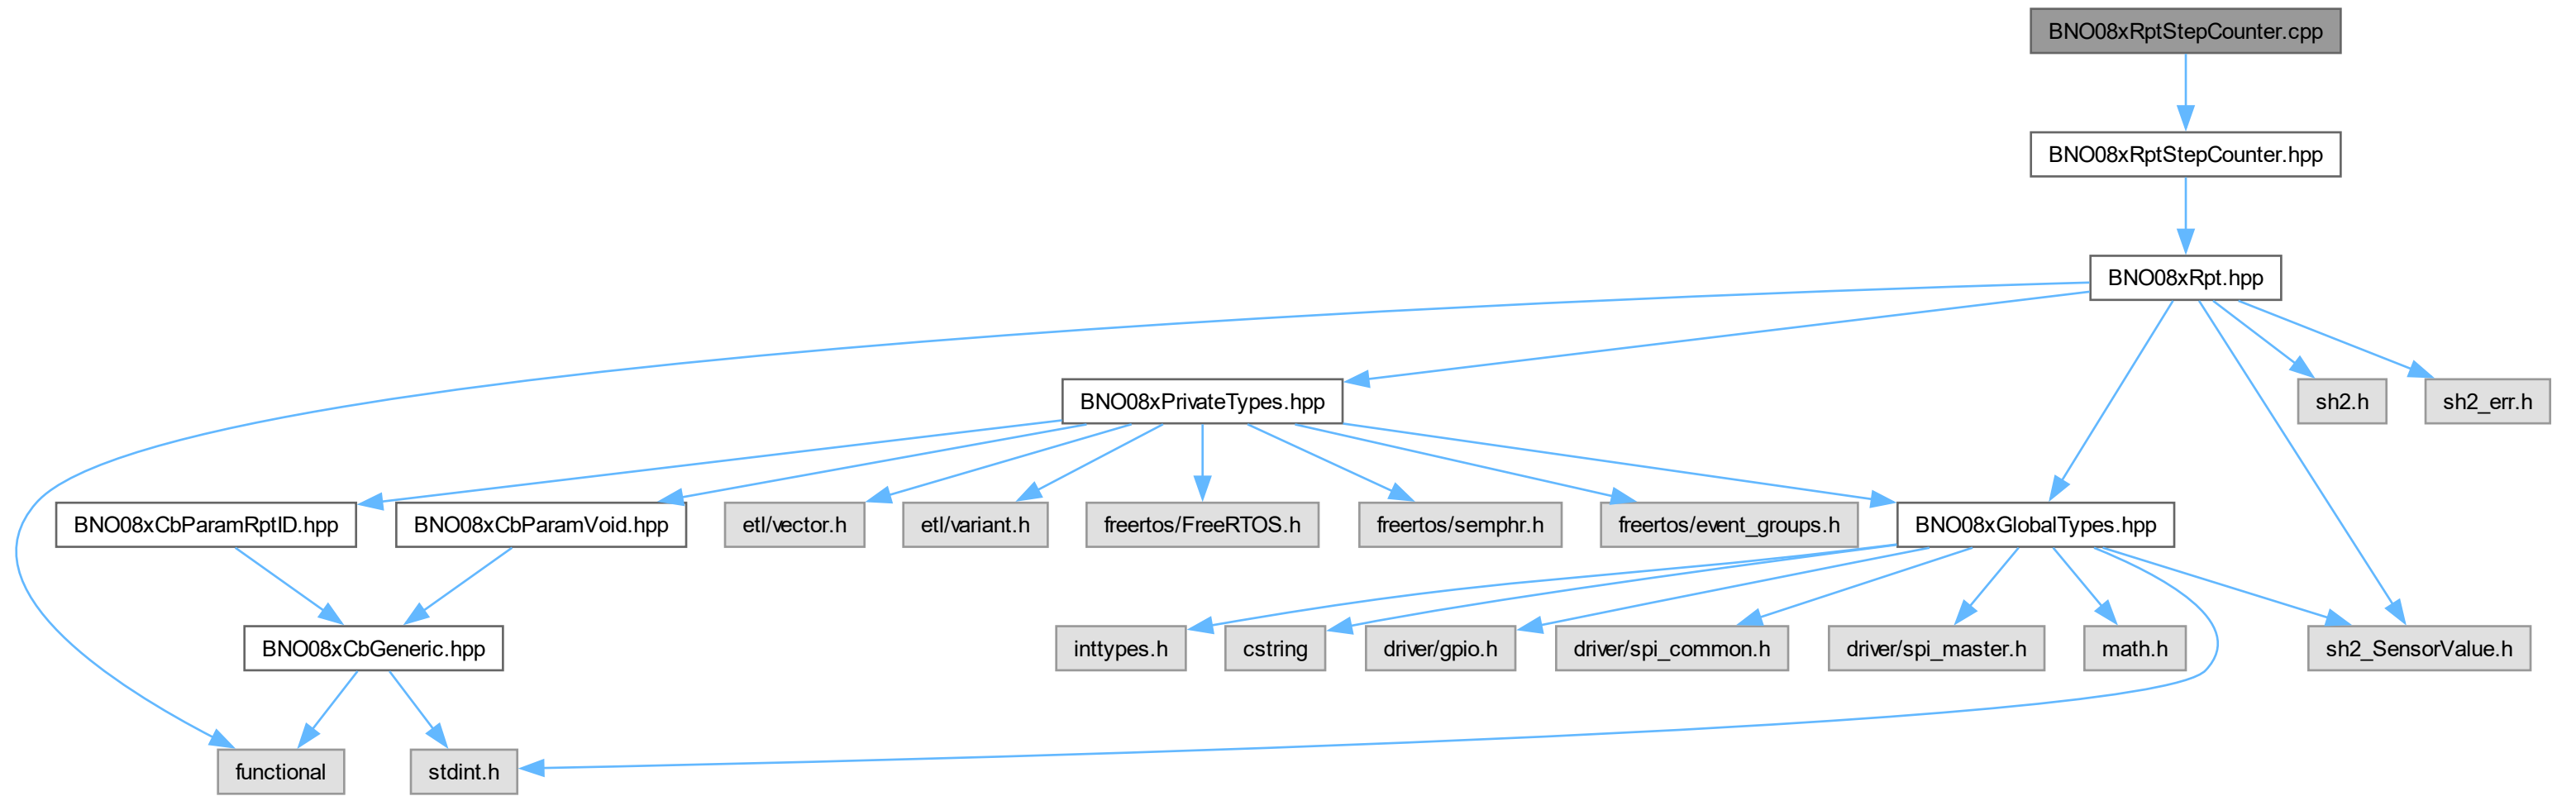 BNO08xRptStepCounter.cpp
BNO08xRptStepCounter.hpp
BNO08xRpt.hpp
BNO08xPrivateTypes.hpp
sh2.h
sh2_err.h
BNO08xCbParamRptID.hpp
BNO08xCbParamVoid.hpp
etl/vector.h
etl/variant.h
freertos/FreeRTOS.h
freertos/semphr.h
freertos/event_groups.h
BNO08xGlobalTypes.hpp
BNO08xCbGeneric.hpp
inttypes.h
cstring
driver/gpio.h
driver/spi_common.h
driver/spi_master.h
math.h
sh2_SensorValue.h
functional
stdint.h